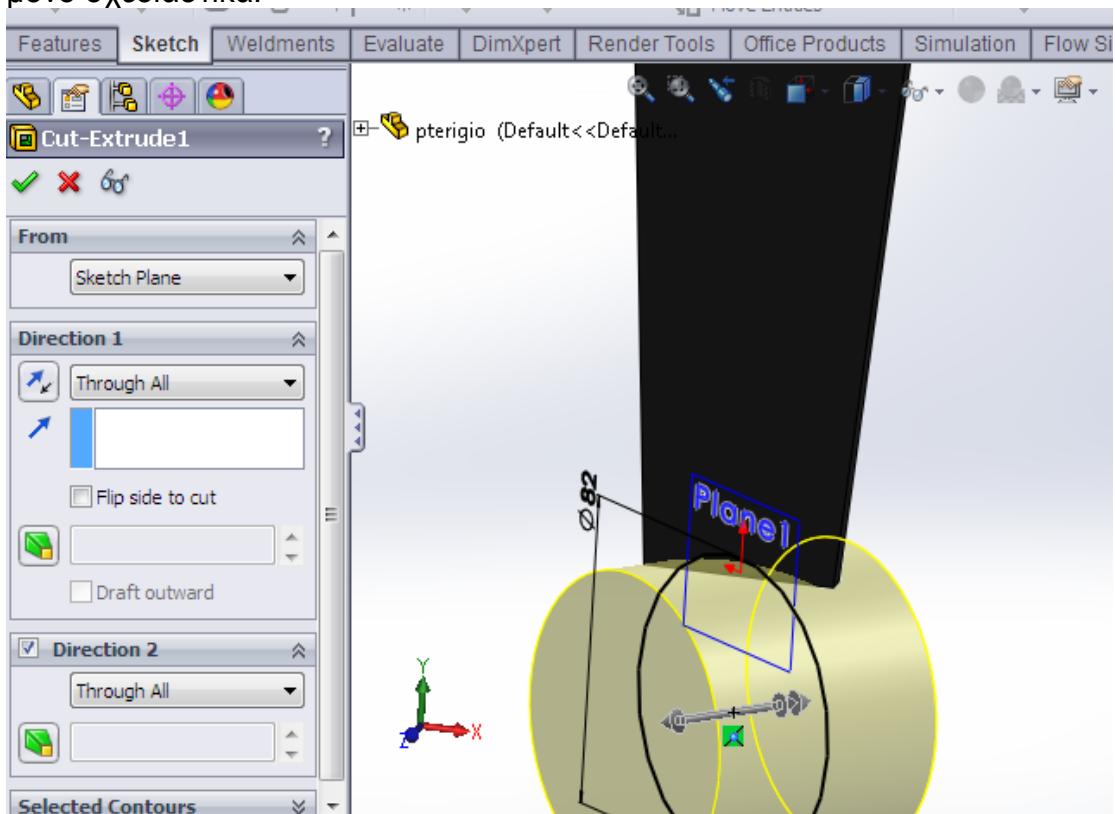 Features Sketch Weldments Evaluate DimXpert Render Tools Office Products Simulation Flow Si
pterigio (Default<<Default...
Cut-Extrude1 ?
From
Sketch Plane
Direction 1
Through All
Flip side to cut
Draft outward
Direction 2
Through All
Selected Contours
Ø82
Plane1
Y
X
Z